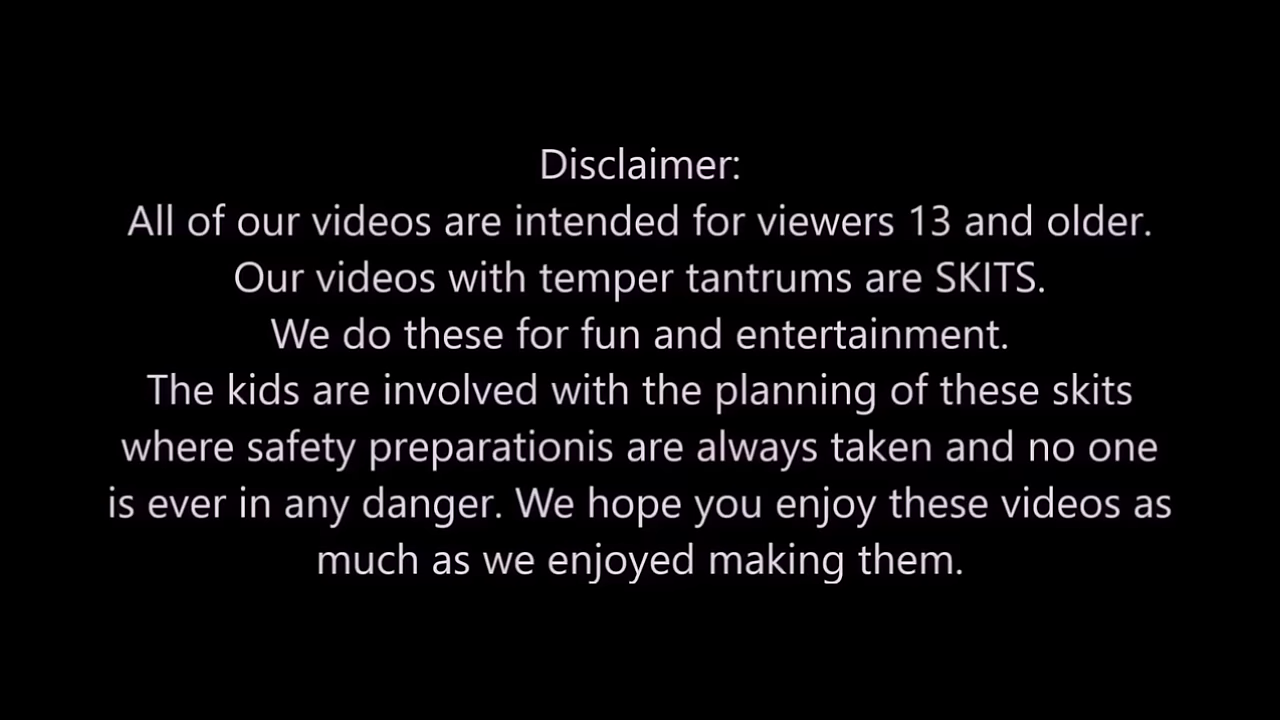 Disclaimer:
All of our videos are intended for viewers 13 and older.
Our videos with temper tantrums are SKITS.
We do these for fun and entertainment.
The kids are involved with the planning of these skits
where safety preparationis are always taken and no one
is ever in any danger. We hope you enjoy these videos as
much as we enjoyed making them.